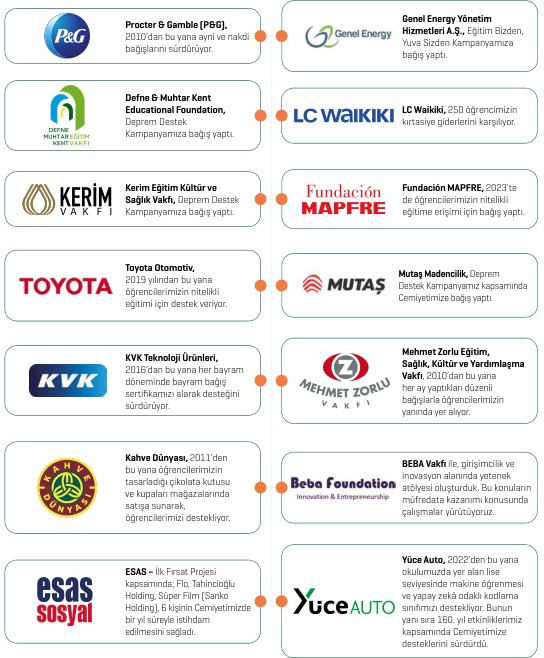 P&G
Procter & Gamble (P&G),
2010'dan bu yana ayni ve nakdi
bağışlarını sürdürüyor.
Genel Energy
Genel Energy Yönetim
Hizmetleri A.Ş., Eğitim Bizden,
Yuva Sizden Kampanyamıza
bağış yaptı.
DEFNE
MUHTAR EĞİTİM
KENT VAKFI
Defne & Muhtar Kent
Educational Foundation,
Deprem Destek
Kampanyamıza bağış yaptı.
LC WAIKIKI
LC Waikiki, 250 öğrencimizin
kırtasiye giderlerini karşılıyor.
KERİM
VAKFI
Kerim Eğitim Kültür ve
Sağlık Vakfı, Deprem Destek
Kampanyamıza bağış yaptı.
Fundación
MAPFRE
Fundación MAPFRE, 2023'te
de öğrencilerimizin nitelikli
eğitime erişimi için bağış yaptı.
TOYOTA
Toyota Otomotiv,
2019 yılından bu yana
öğrencilerimizin nitelikli
eğitimi için destek veriyor.
MUTAŞ
Mutaş Madencilik, Deprem
Destek Kampanyamız kapsamında
Cemiyetimize bağış yaptı.
KVK
KVK Teknoloji Ürünleri,
2016'dan bu yana her bayram
döneminde bayram bağış
sertifikamızı alarak desteğini
sürdürüyor.
MEHMET ZORLU
VAKFI
Mehmet Zorlu Eğitim,
Sağlık, Kültür ve Yardımlaşma
Vakfı, 2010'dan bu yana
her ay yaptıkları düzenli
bağışlarla öğrencilerimizin
yanında yer alıyor.
KAHVE
DÜNYASI
Kahve Dünyası, 2011'den
bu yana öğrencilerimizin
tasarladığı çikolata kutusu
ve kupaları mağazalarında
satışa sunarak,
öğrencilerimizi destekliyor.
Beba Foundation
Innovation & Entrepreneurship
BEBA Vakfı ile, girişimcilik ve
inovasyon alanında yetenek
atölyesi oluşturduk. Bu konuların
müfredata kazanımı konusunda
çalışmalar yürütüyoruz.
esas
sosyal
ESAS – İlk Fırsat Projesi
kapsamında; Flo, Tahincioğlu
Holding, Süper Film (Sanko
Holding), 6 kişinin Cemiyetimizde
bir yıl süreyle istihdam
edilmesini sağladı.
Yüce AUTO
Yüce Auto, 2022'den bu yana
okulumuzda yer alan lise
seviyesinde makine öğrenmesi
ve yapay zekâ odaklı kodlama
sınıfımızı destekliyor. Bunun
yanı sıra 160. yıl etkinliklerimiz
kapsamında Cemiyetimize
desteklerini sürdürdü.